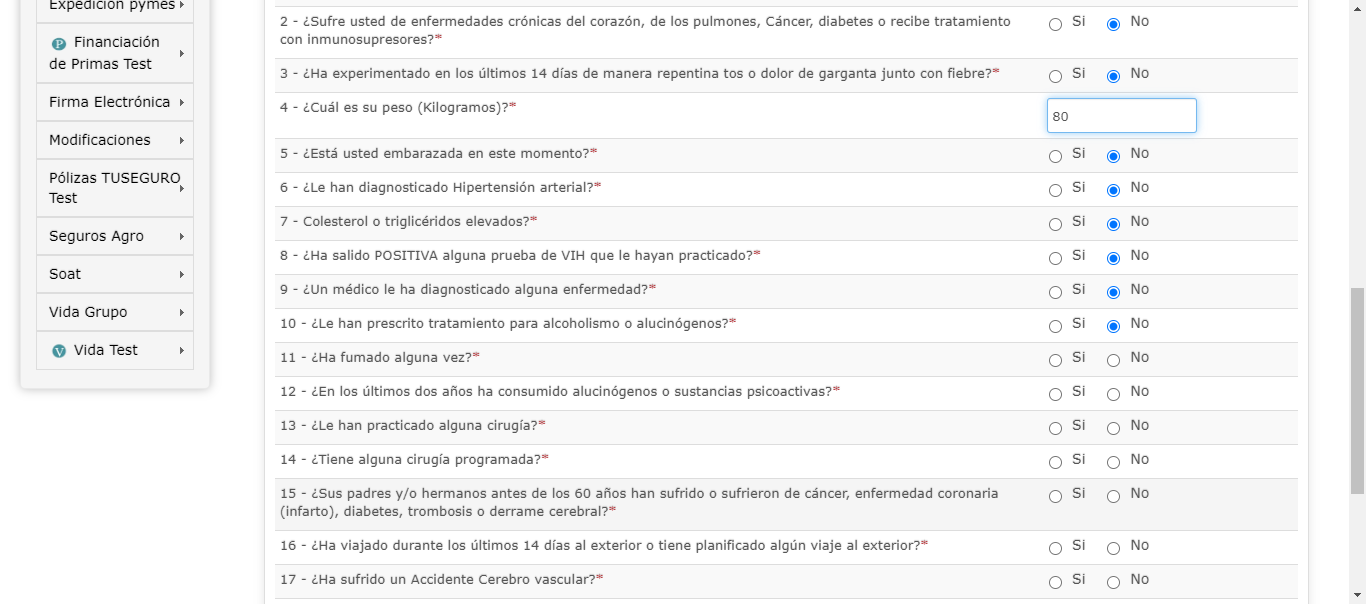 Expedición pymes
Financiación
de Primas Test
Firma Electrónica
Modificaciones
Pólizas TUSEGURO
Test
Seguros Agro
Soat
Vida Grupo
V Vida Test
2 - ¿Sufre usted de enfermedades crónicas del corazón, de los pulmones, Cáncer, diabetes o recibe tratamiento
con inmunosupresores?* Si No
3 - ¿Ha experimentado en los últimos 14 días de manera repentina tos o dolor de garganta junto con fiebre?* Si No
4 - ¿Cuál es su peso (Kilogramos)?* 80
5 - ¿Está usted embarazada en este momento?* Si No
6 - ¿Le han diagnosticado Hipertensión arterial?* Si No
7 - Colesterol o triglicéridos elevados?* Si No
8 - ¿Ha salido POSITIVA alguna prueba de VIH que le hayan practicado?* Si No
9 - ¿Un médico le ha diagnosticado alguna enfermedad?* Si No
10 - ¿Le han prescrito tratamiento para alcoholismo o alucinógenos?* Si No
11 - ¿Ha fumado alguna vez?* Si No
12 - ¿En los últimos dos años ha consumido alucinógenos o sustancias psicoactivas?* Si No
13 - ¿Le han practicado alguna cirugía?* Si No
14 - ¿Tiene alguna cirugía programada?* Si No
15 - ¿Sus padres y/o hermanos antes de los 60 años han sufrido o sufrieron de cáncer, enfermedad coronaria
(infarto), diabetes, trombosis o derrame cerebral?* Si No
16 - ¿Ha viajado durante los últimos 14 días al exterior o tiene planificado algún viaje al exterior?* Si No
17 - ¿Ha sufrido un Accidente Cerebro vascular?* Si No